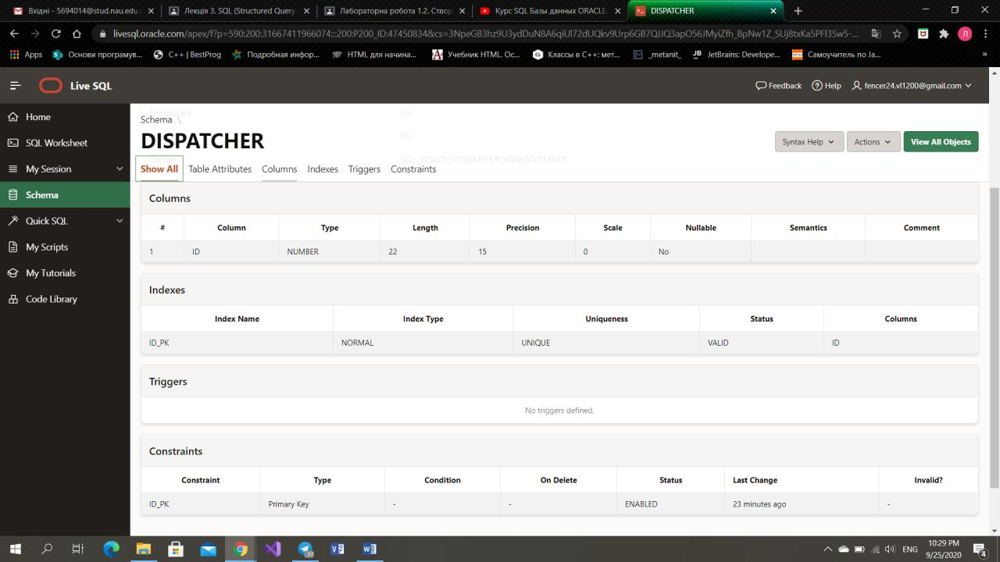 Вхідні - 5694014@stud.nau.edu.
Лекція 3. SQL (Structured Query
Лабораторна робота 1.2. Створ
Курс SQL Базы данных ORACLE.
DISPATCHER
livesql.oracle.com/apex/f?p=590:200:31667411966074:::200:P200_ID:47450834&cs=3NpeGB3hz9U3ydDuN8A6qiUl72dUQkv9Urp6GB7QJJQ3apO56JMyiZfh_BpNw1Z_SUj8txKa5PFl3Sw5-...
Л
Apps
Основи програмув...
C++ | BestProg
Подробная инфор...
HTML для начина...
Учебник HTML. Ос...
Классы в C++: мет...
_metanit_
JetBrains: Develope...
Самоучитель по Ja...
»
Live SQL
Feedback
Help
fencer24.vl1200@gmail.com
Home
SQL Worksheet
My Session
Schema
Quick SQL
My Scripts
My Tutorials
Code Library
Temporary No
Schema \
No
DISPATCHER
Syntax Help
Actions
View All Objects
Owner SQL_ZQAQCVTDXMFFMCVAHGVYXMAYX
Show All Table Attributes Columns Indexes Triggers Constraints
Columns
# Column Type Length Precision Scale Nullable Semantics Comment
1 ID NUMBER 22 15 0 No
Indexes
Index Name Index Type Uniqueness Status Columns
ID_PK NORMAL UNIQUE VALID ID
Triggers
No triggers defined.
Constraints
Constraint Type Condition On Delete Status Last Change Invalid?
ID_PK Primary Key - - ENABLED 23 minutes ago -
97
ENG
10:29 PM
9/25/2020
4